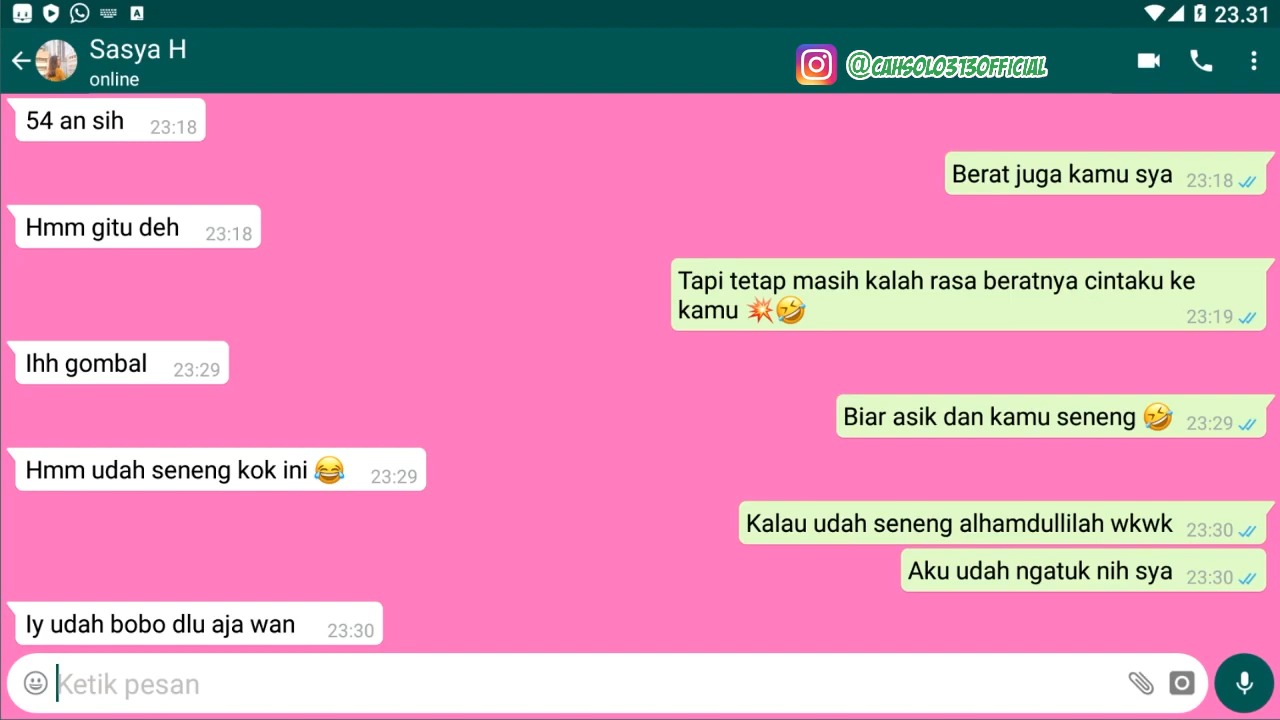 23.31
Sasya H
online
@CAHSOLO313OFFICIAL
54 an sih 23:18
Berat juga kamu sya 23:18
Hmm gitu deh 23:18
Tapi tetap masih kalah rasa beratnya cintaku ke
kamu 💥🤣 23:19
Ihh gombal 23:29
Biar asik dan kamu seneng 🤣 23:29
Hmm udah seneng kok ini 😂 23:29
Kalau udah seneng alhamdullilah wkwk 23:30
Aku udah ngatuk nih sya 23:30
Iy udah bobo dlu aja wan 23:30
Ketik pesan